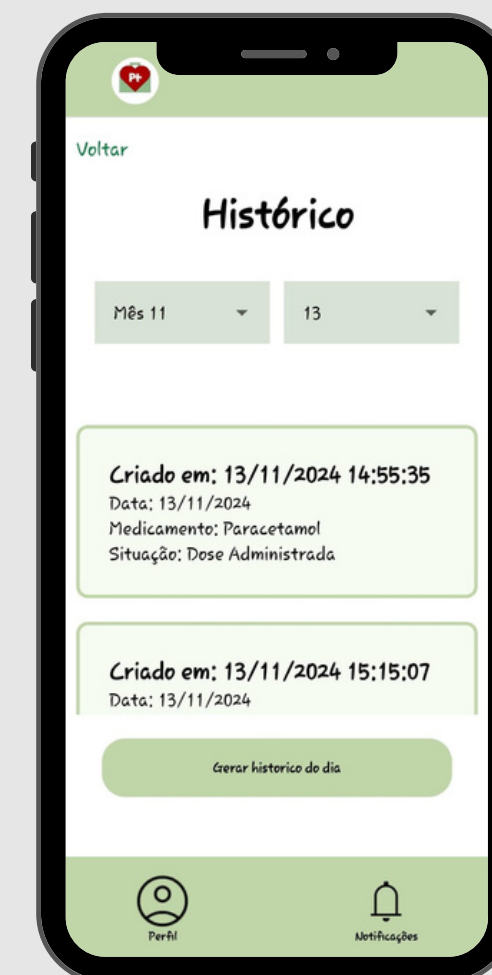 P+
Voltar
Histórico
Mês 11
13
Criado em: 13/11/2024 14:55:35
Data: 13/11/2024
Medicamento: Paracetamol
Situação: Dose Administrada
Criado em: 13/11/2024 15:15:07
Data: 13/11/2024
Gerar historico do dia
Perfil
Notificações